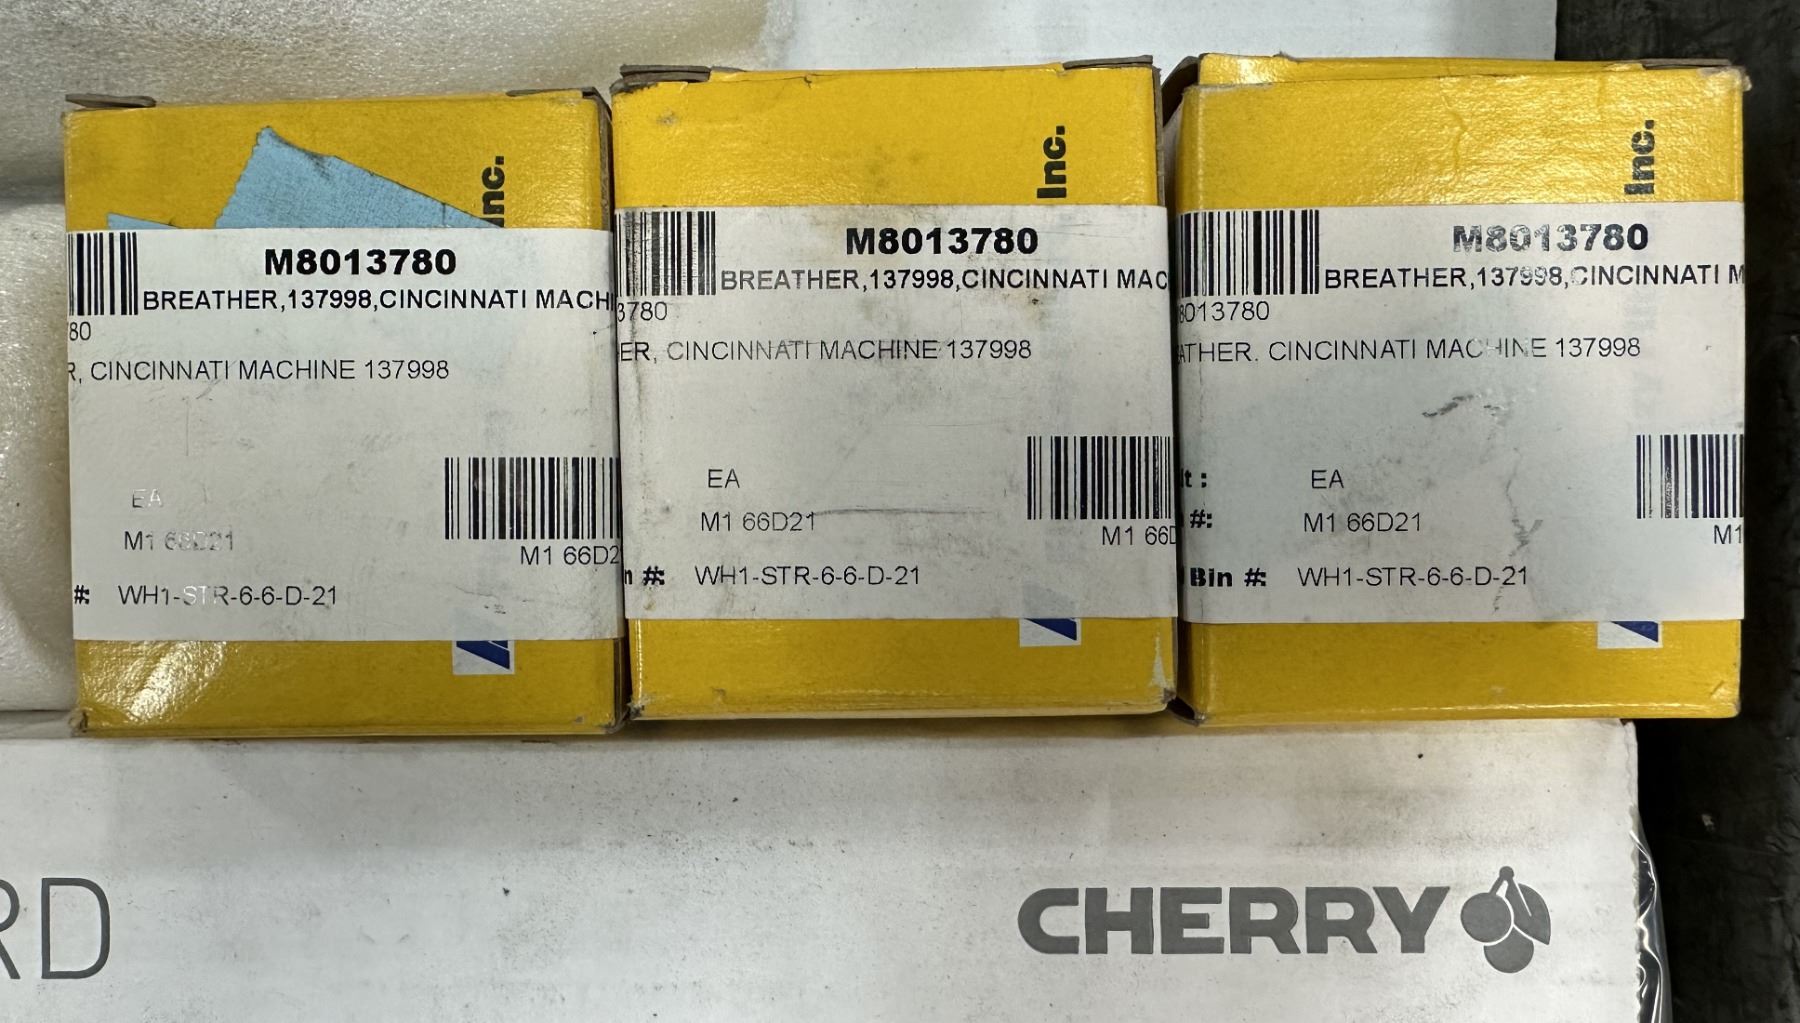 Inc.
M8013780
BREATHER,137998,CINCINNATI MACHI
780
R, CINCINNATI MACHINE 137998
EA
M1 66D21
M1 66D2
#: WH1-STR-6-6-D-21
Inc.
M8013780
BREATHER,137998,CINCINNATI MAC
3780
ER, CINCINNATI MACHINE 137998
EA
M1 66D21
M1 66D
n #: WH1-STR-6-6-D-21
Inc.
M8013780
BREATHER,137998,CINCINNATI M
8013780
ATHER. CINCINNATI MACHINE 137998
lt : EA
#: M1 66D21
M1
Bin #: WH1-STR-6-6-D-21
RD
CHERRY